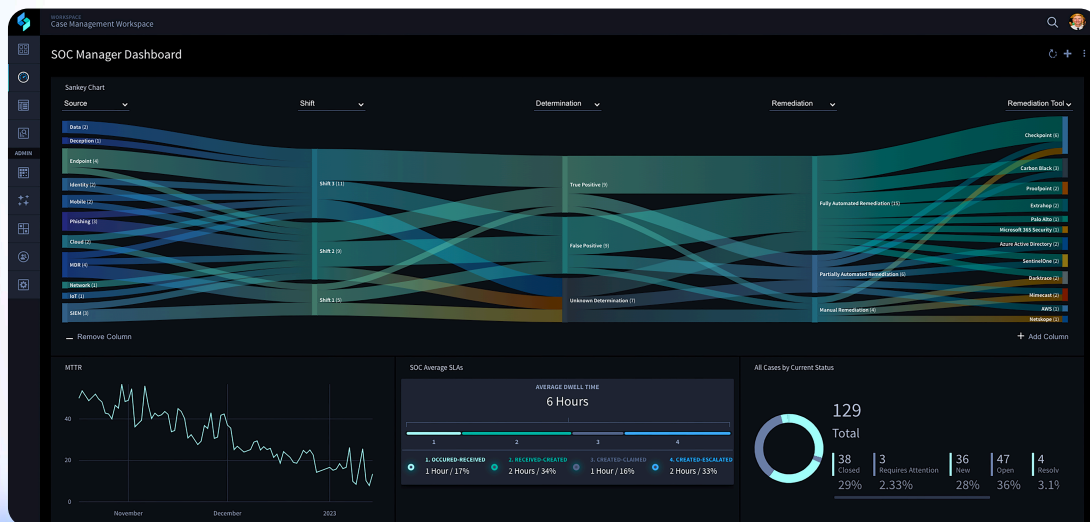 WORKSPACE
Case Management Workspace
SOC Manager Dashboard
ADMIN
Sankey Chart
Source
Shift
Determination
Remediation
Remediation Tool
Data (2)
Deception (1)
Endpoint (4)
Identity (2)
Mobile (2)
Phishing (3)
Cloud (2)
MDR (4)
Network (1)
IoT (1)
SIEM (3)
Shift 3 (11)
Shift 2 (9)
Shift 1 (5)
True Positive (9)
False Positive (9)
Unknown Determination (7)
Fully Automated Remediation (15)
Partially Automated Remediation (6)
Manual Remediation (4)
Checkpoint (6)
Carbon Black (3)
Proofpoint (2)
Extrahop (2)
Palo Alto (1)
Microsoft 365 Security (1)
Azure Active Directory (2)
SentinelOne (2)
Darktrace (2)
Mimecast (2)
AWS (1)
Netskope (1)
Remove Column
Add Column
MTTR
40
20
0
November
December
2023
SOC Average SLAs
AVERAGE DWELL TIME
6 Hours
1 2 3 4
1. OCCURED-RECEIVED
1 Hour / 17%
2. RECEIVED-CREATED
2 Hours / 34%
3. CREATED-CLAIMED
1 Hour / 16%
4. CREATED-ESCALATED
2 Hours / 33%
All Cases by Current Status
129
Total
38
Closed
29%
3
Requires Attention
2.33%
36
New
28%
47
Open
36%
4
Resolv
3.1%